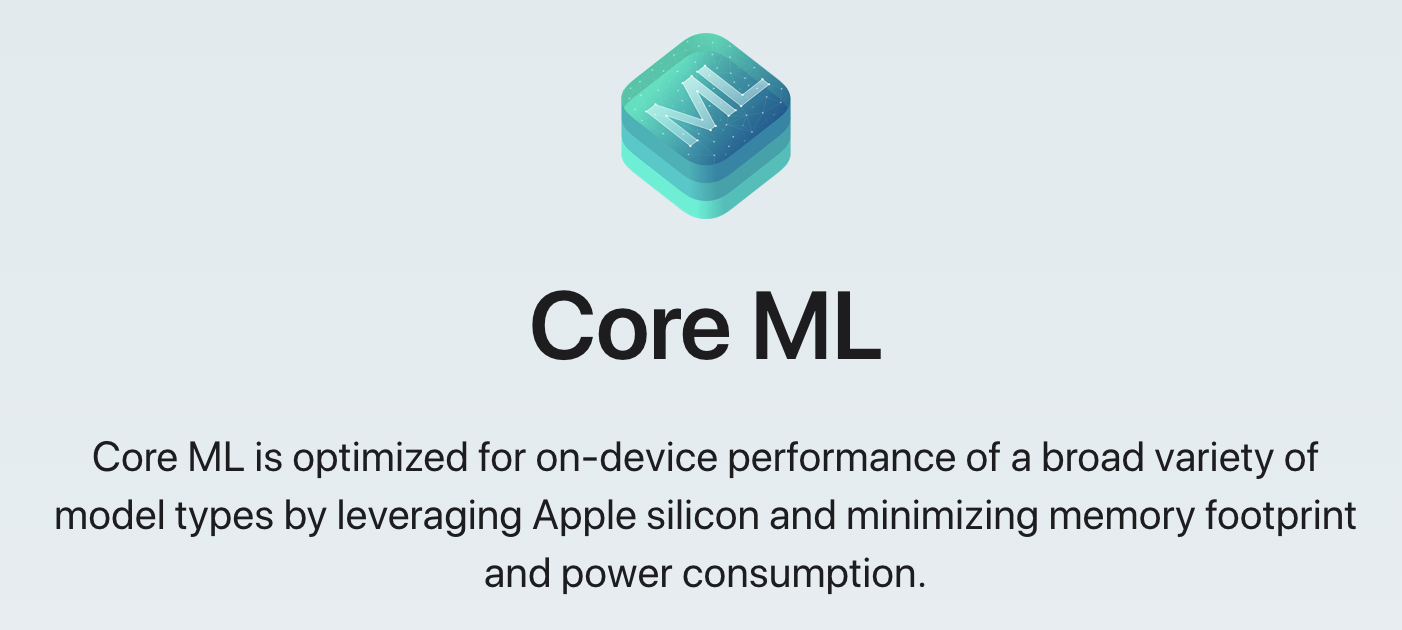 ML
Core ML
Core ML is optimized for on-device performance of a broad variety of
model types by leveraging Apple silicon and minimizing memory footprint
and power consumption.